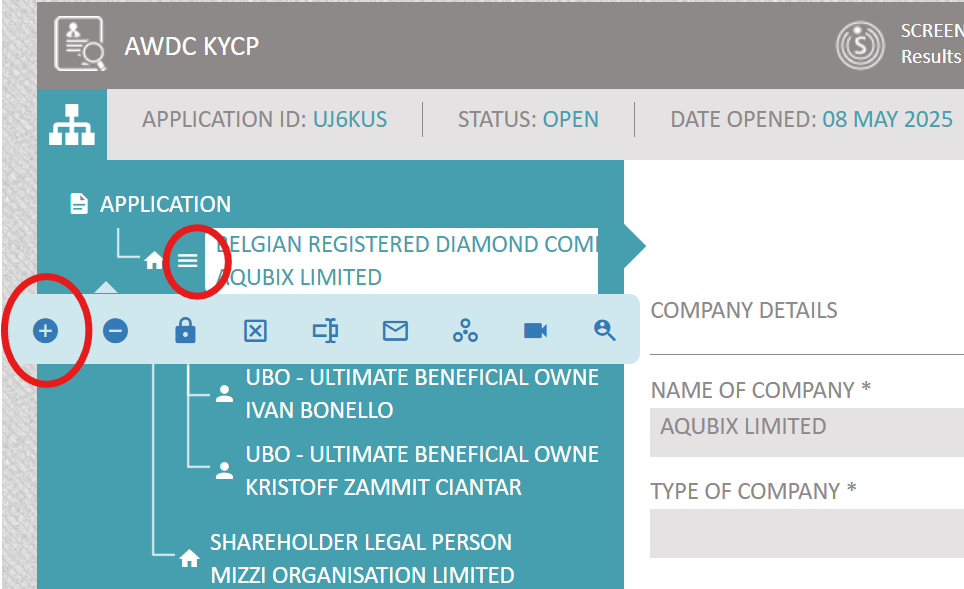 AWDC KYCP
SCREEN
Results
APPLICATION ID: UJ6KUS
STATUS: OPEN
DATE OPENED: 08 MAY 2025
APPLICATION
BELGIAN REGISTERED DIAMOND COM
AQUBIX LIMITED
UBO - ULTIMATE BENEFICIAL OWNE
IVAN BONELLO
UBO - ULTIMATE BENEFICIAL OWNE
KRISTOFF ZAMMIT CIANTAR
SHAREHOLDER LEGAL PERSON
MIZZI ORGANISATION LIMITED
COMPANY DETAILS
NAME OF COMPANY *
AQUBIX LIMITED
TYPE OF COMPANY *